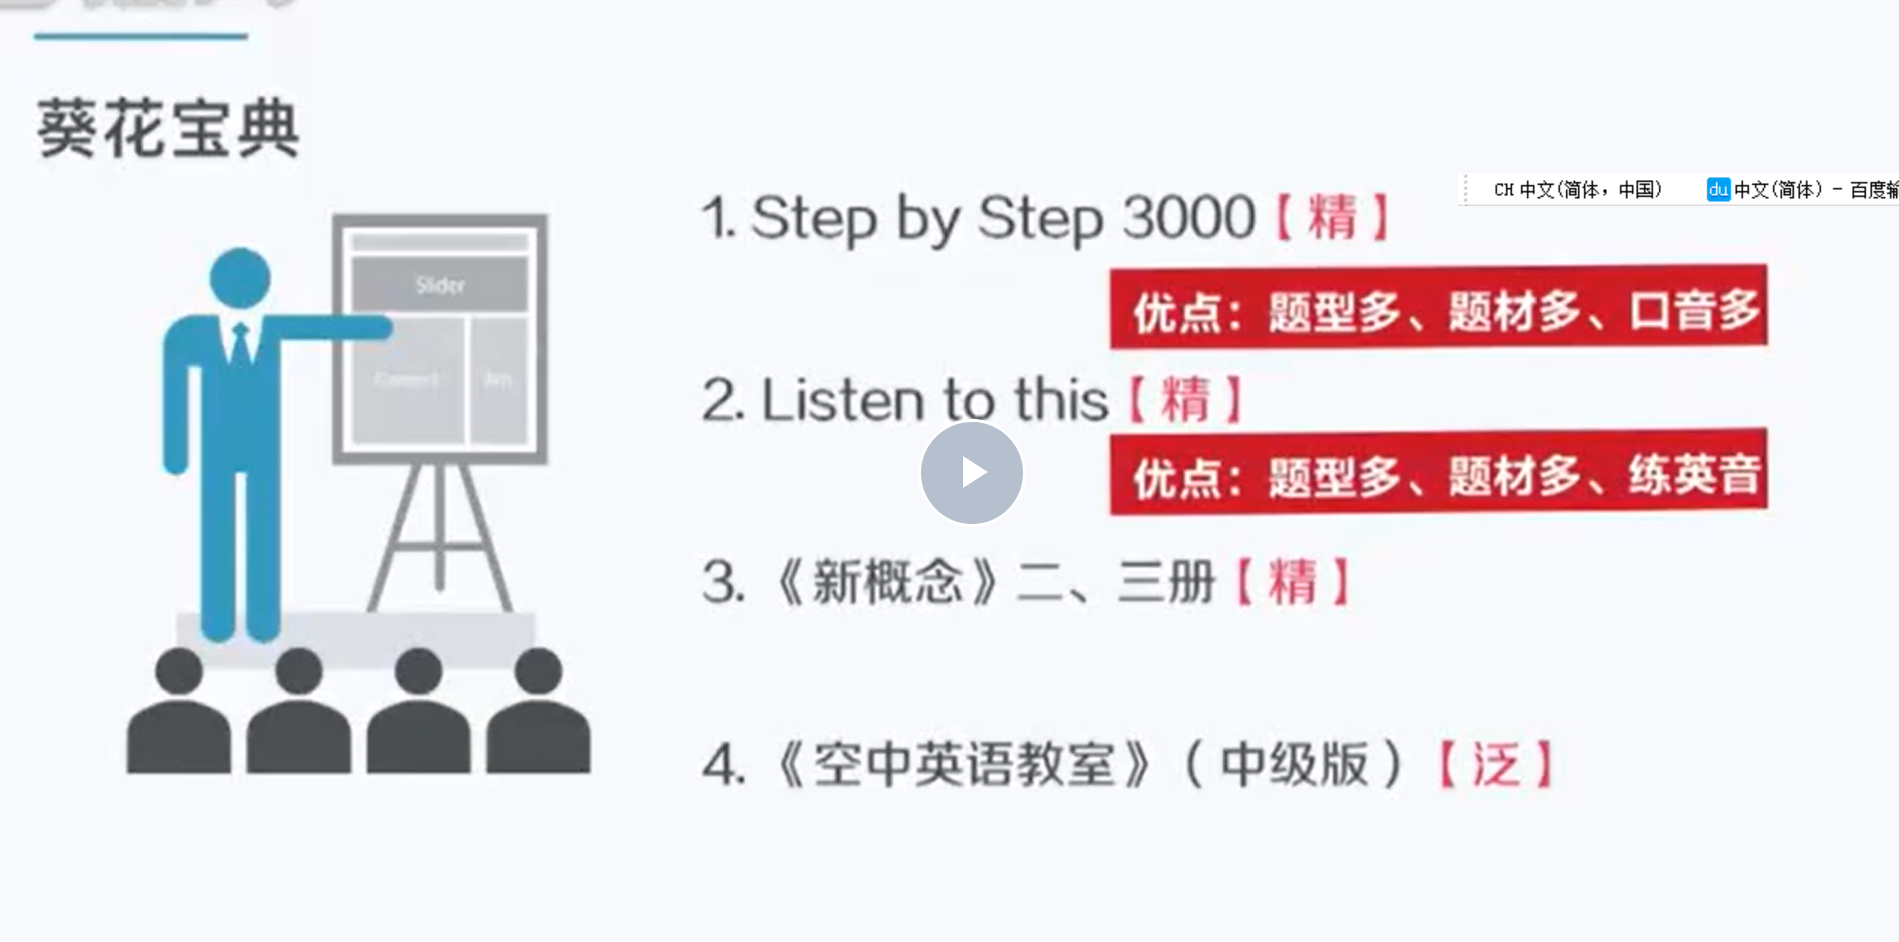 葵花宝典
CH 中文(简体，中国)
du 中文(简体) - 百度输
1. Step by Step 3000【精】
优点：题型多、题材多、口音多
Slider
2. Listen to this【精】
优点：题型多、题材多、练英音
3. 《新概念》二、三册【精】
4. 《空中英语教室》（中级版）【泛】